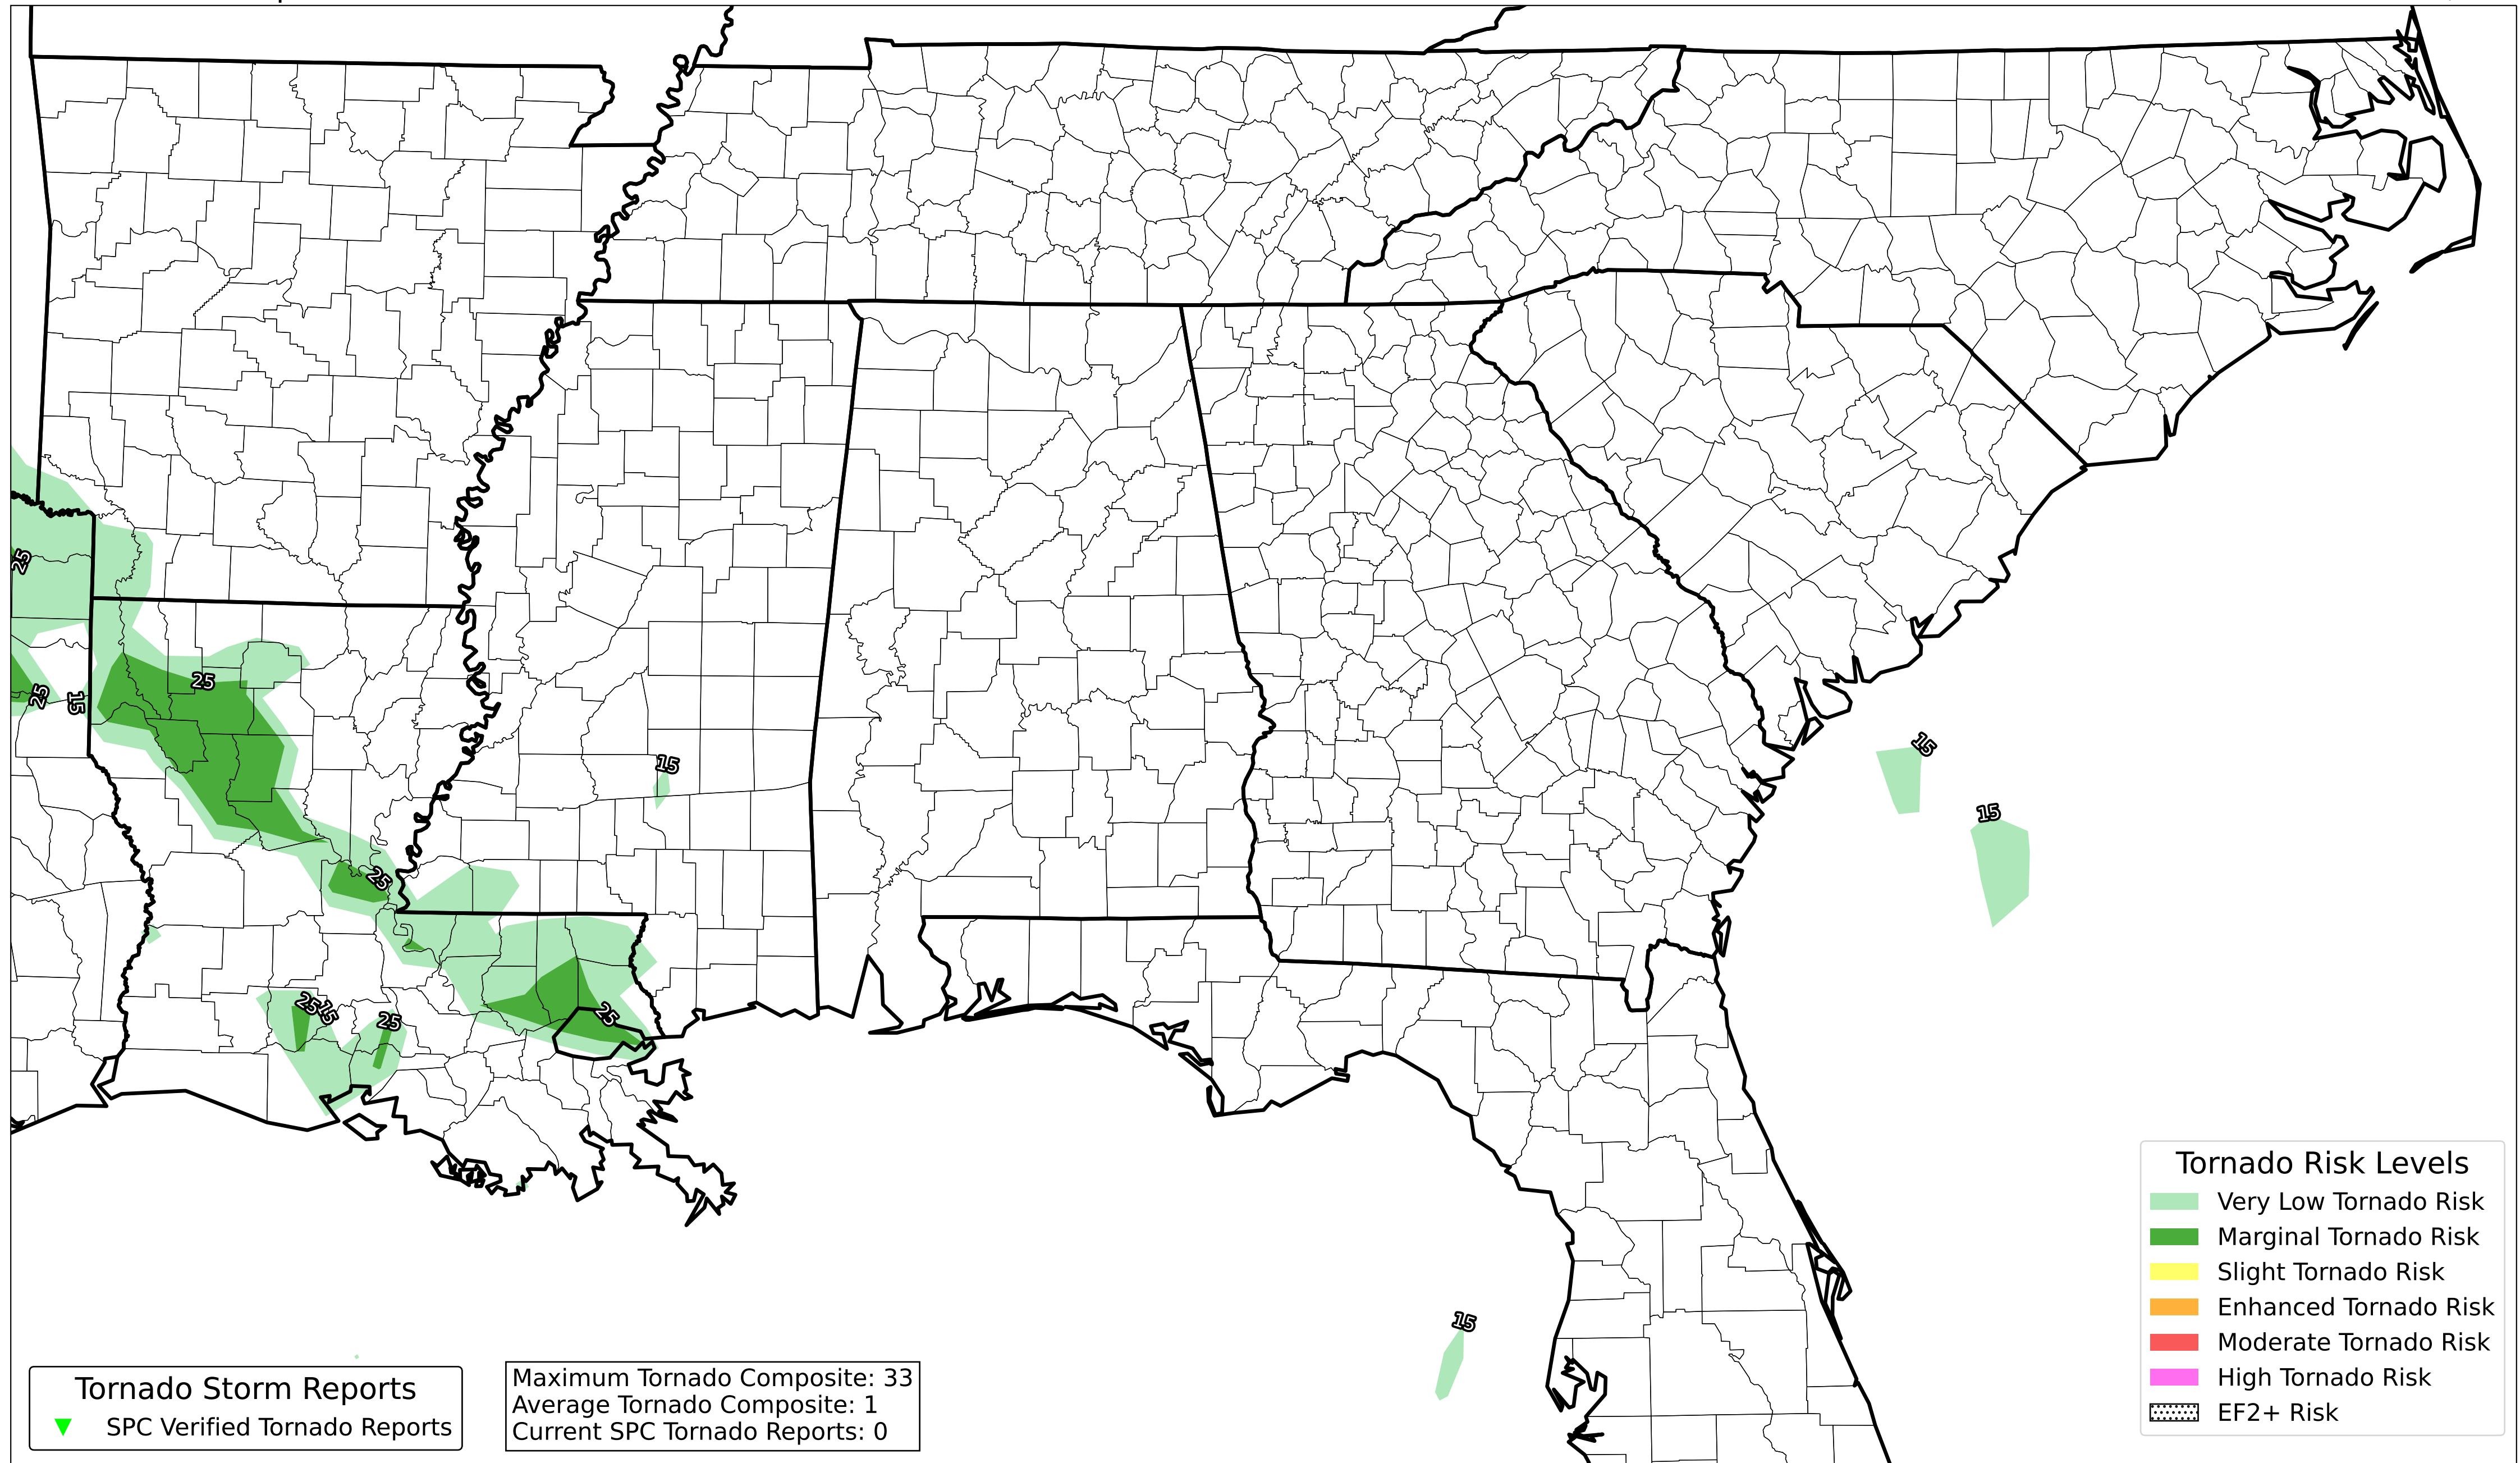 25
25
15
25
15
15
15
25
25
15
25
25
15
Tornado Risk Levels
Very Low Tornado Risk
Marginal Tornado Risk
Slight Tornado Risk
Enhanced Tornado Risk
Moderate Tornado Risk
High Tornado Risk
EF2+ Risk
Tornado Storm Reports
SPC Verified Tornado Reports
Maximum Tornado Composite: 33
Average Tornado Composite: 1
Current SPC Tornado Reports: 0